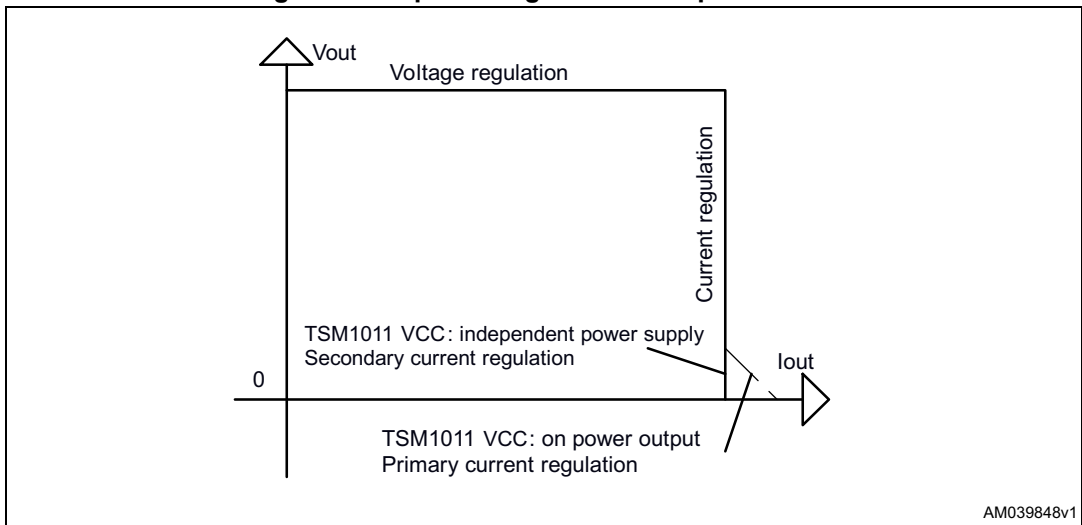 Vout
Voltage regulation
Current regulation
TSM1011 VCC: independent power supply
Secondary current regulation
Iout
0
TSM1011 VCC: on power output
Primary current regulation
AM039848v1